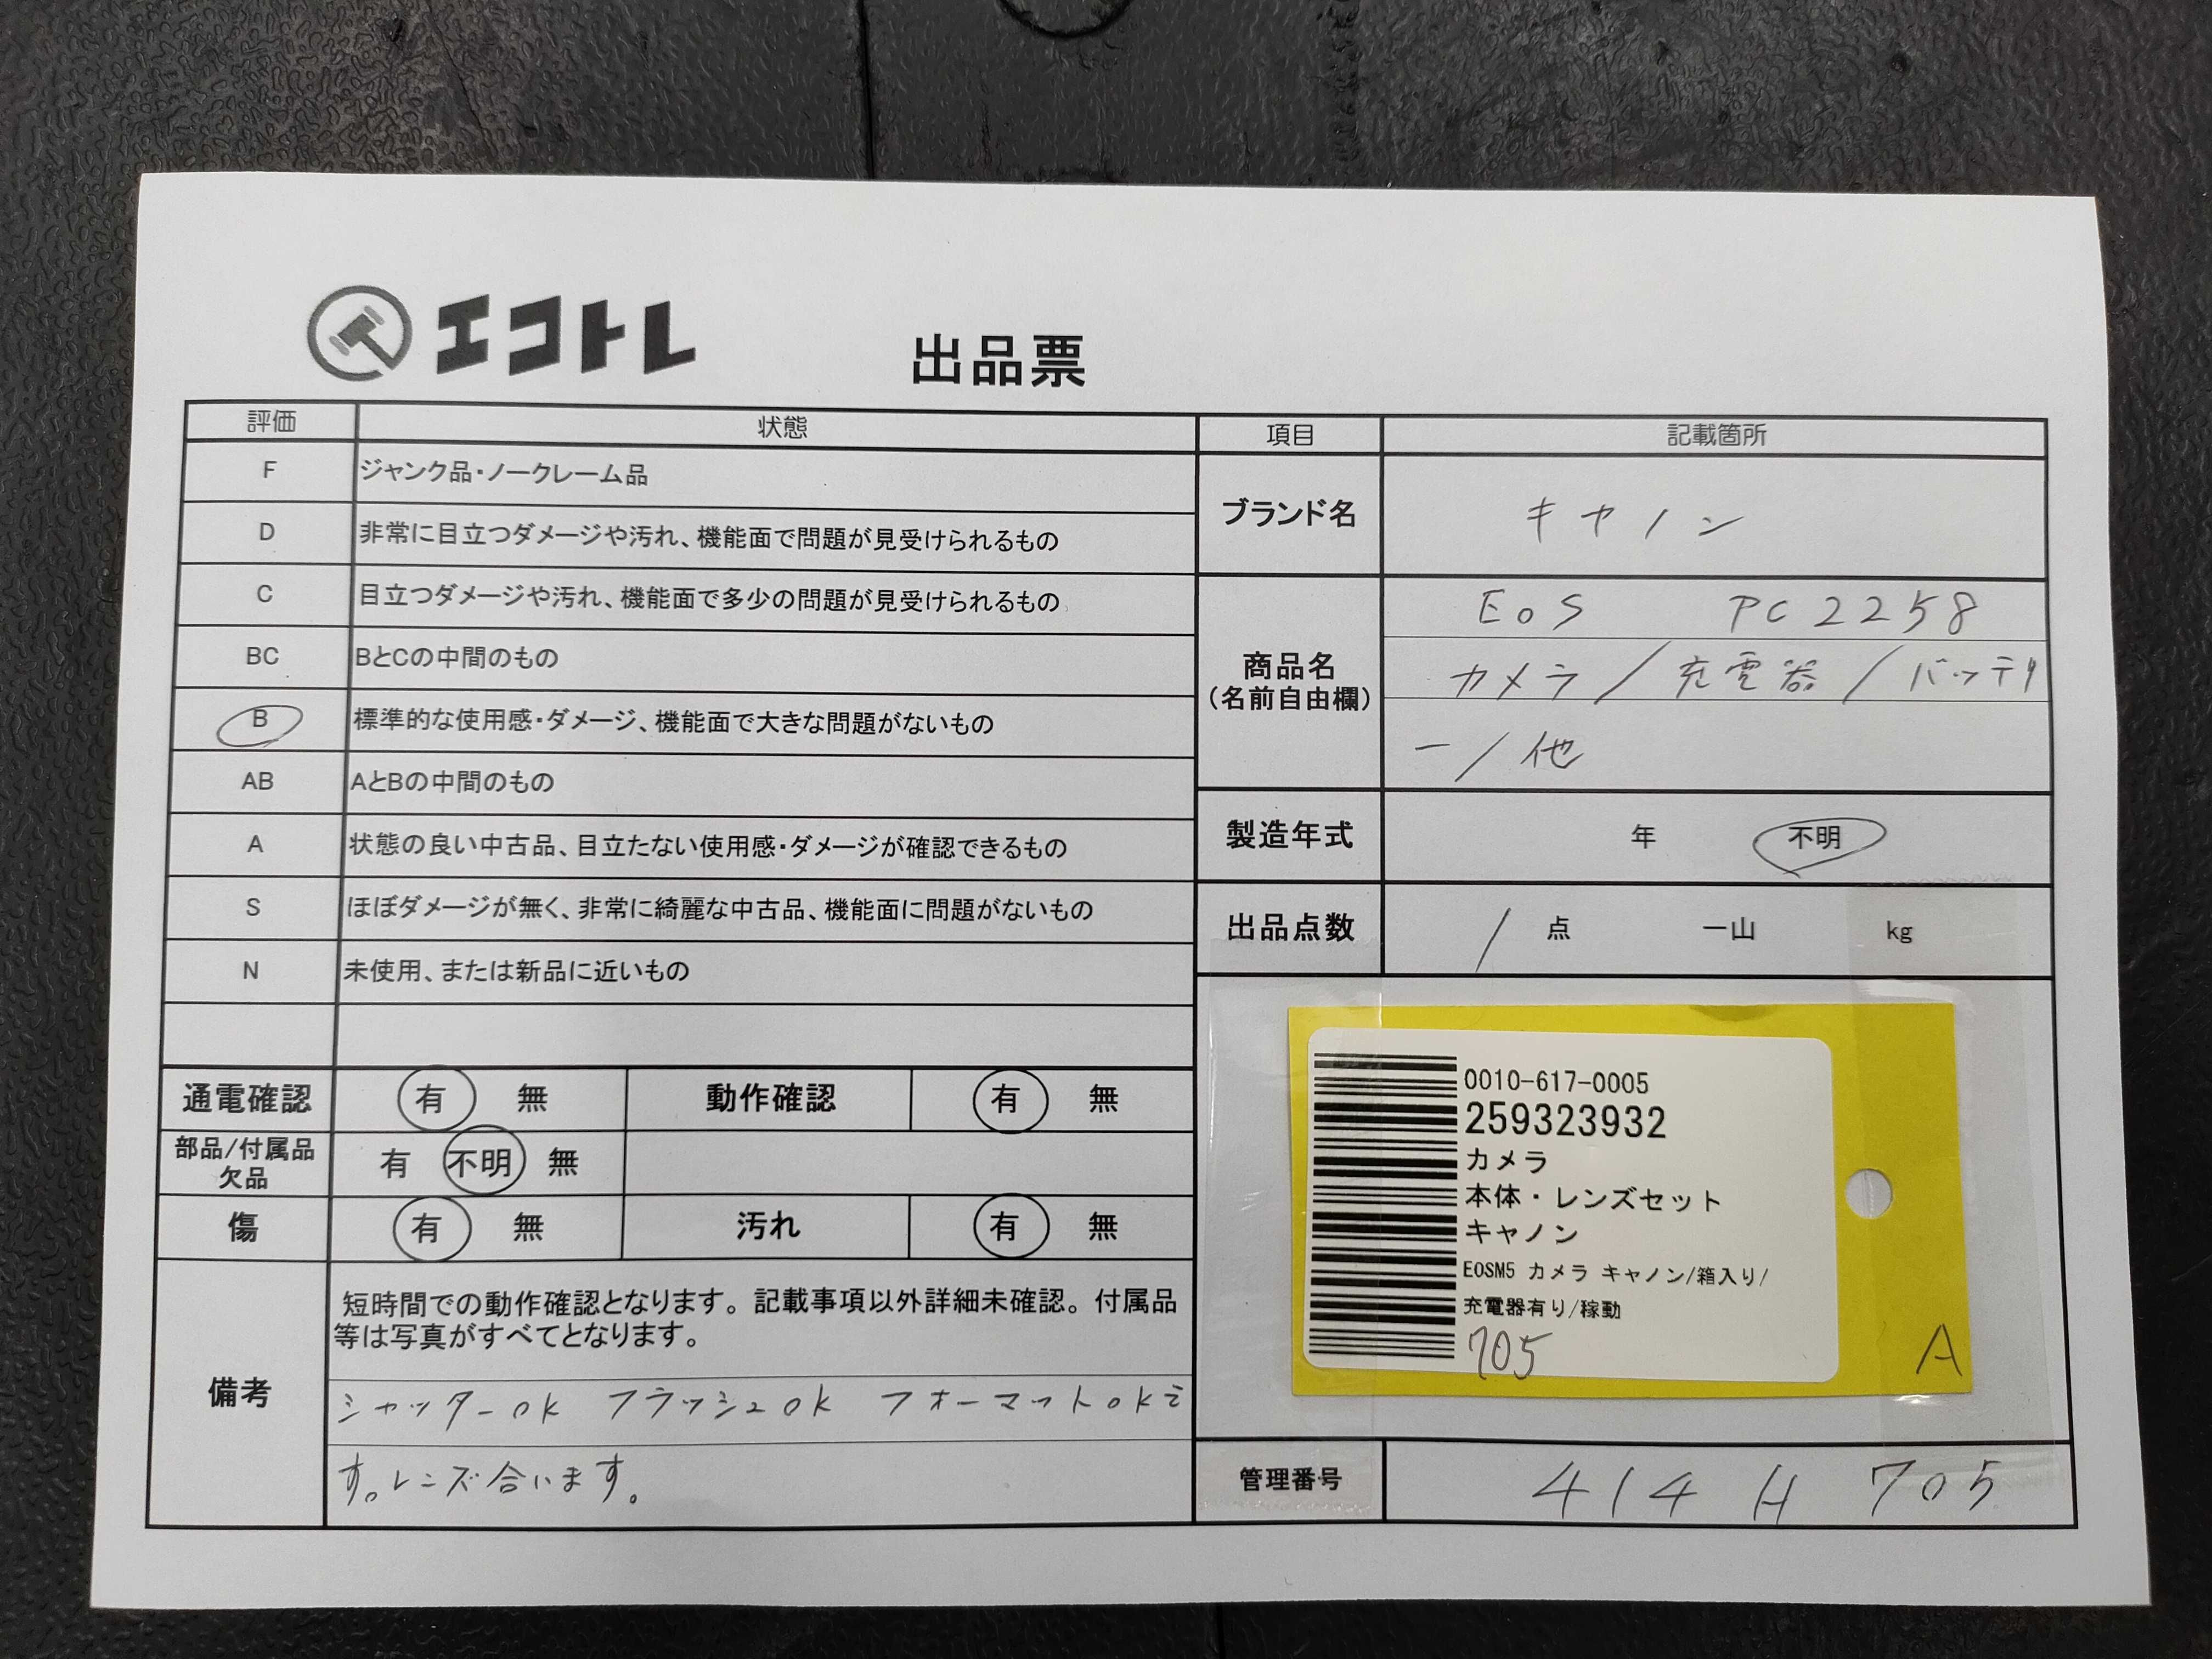 エコトレ
出品票
評価 状態
F ジャンク品・ノークレーム品
D 非常に目立つダメージや汚れ、機能面で問題が見受けられるもの
C 目立つダメージや汚れ、機能面で多少の問題が見受けられるもの
BC BとCの中間のもの
B 標準的な使用感・ダメージ、機能面で大きな問題がないもの
AB AとBの中間のもの
A 状態の良い中古品、目立たない使用感・ダメージが確認できるもの
S ほぼダメージが無く、非常に綺麗な中古品、機能面に問題がないもの
N 未使用、または新品に近いもの
通電確認 有 無 動作確認 有 無
部品/付属品
欠品 有 不明 無
傷 有 無 汚れ 有 無
備考
短時間での動作確認となります。記載事項以外詳細未確認。付属品
等は写真がすべてとなります。
シャッターok フラッシュok フォーマットokで
す。レンズ合います。
項目 記載箇所
ブランド名 キヤノン
商品名
(名前自由欄)
EoS PC2258
カメラ/充電器/バッテリ
ー/他
製造年式 年 不明
出品点数 1 点 一山 kg
0010-617-0005
259323932
カメラ
本体・レンズセット
キャノン
EOSM5 カメラ キャノン/箱入り/
充電器有り/稼動
705
A
管理番号 414 H 705